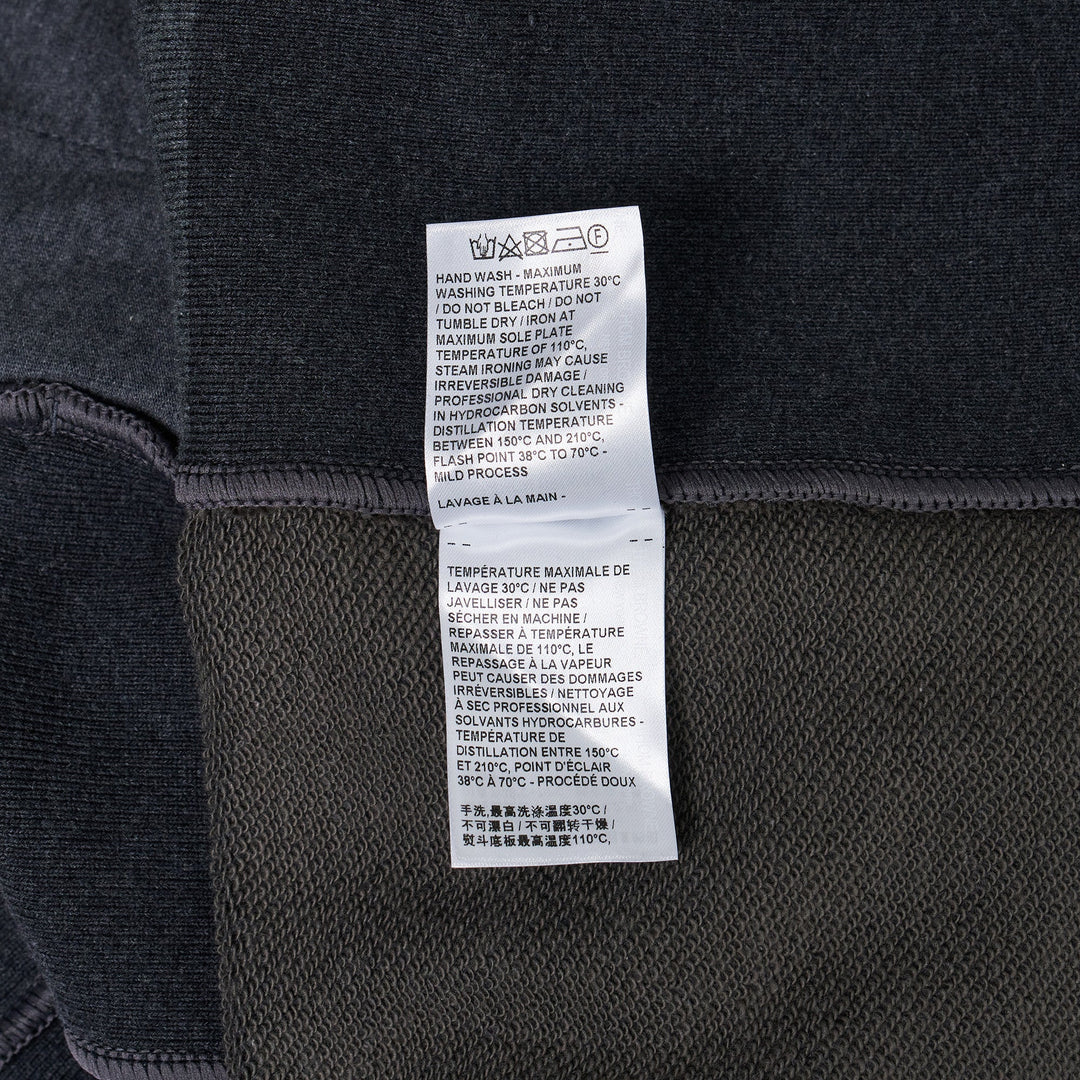 F
HAND WASH - MAXIMUM
WASHING TEMPERATURE 30°C
/ DO NOT BLEACH / DO NOT
TUMBLE DRY / IRON AT
MAXIMUM SOLE PLATE
TEMPERATURE OF 110°C,
STEAM IRONING MAY CAUSE
IRREVERSIBLE DAMAGE /
PROFESSIONAL DRY CLEANING
IN HYDROCARBON SOLVENTS -
DISTILLATION TEMPERATURE
BETWEEN 150°C AND 210°C,
FLASH POINT 38°C TO 70°C -
MILD PROCESS
LAVAGE À LA MAIN -
TEMPÉRATURE MAXIMALE DE
LAVAGE 30°C / NE PAS
JAVELLISER / NE PAS
SÉCHER EN MACHINE /
REPASSER À TEMPÉRATURE
MAXIMALE DE 110°C, LE
REPASSAGE À LA VAPEUR
PEUT CAUSER DES DOMMAGES
IRRÉVERSIBLES / NETTOYAGE
À SEC PROFESSIONNEL AUX
SOLVANTS HYDROCARBURES -
TEMPÉRATURE DE
DISTILLATION ENTRE 150°C
ET 210°C, POINT D'ÉCLAIR
38°C À 70°C - PROCÉDÉ DOUX
手洗,最高洗涤温度30°C /
不可漂白 / 不可翻转干燥 /
熨斗底板最高温度110°C,